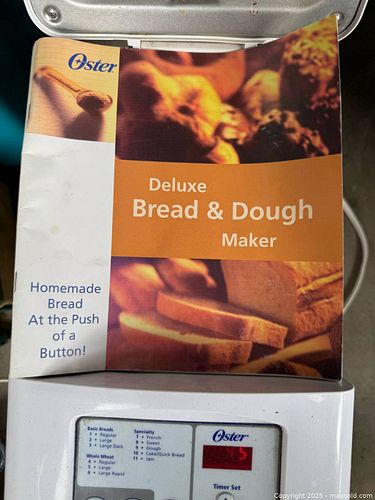 Oster
Deluxe
Bread & Dough
Maker
Homemade
Bread
At the Push
of a
Button!
Basic Breads
1 • Regular
2 • Large
3 • Large Dark
Whole Wheat
4 • Regular
5 • Large
6 • Large Rapid
Specialty
7 • French
8 • Sweet
9 • Dough
10 • Cake/Quick Bread
11 • Jam
Oster
Timer Set
Copyright 2025 - maxsold.com